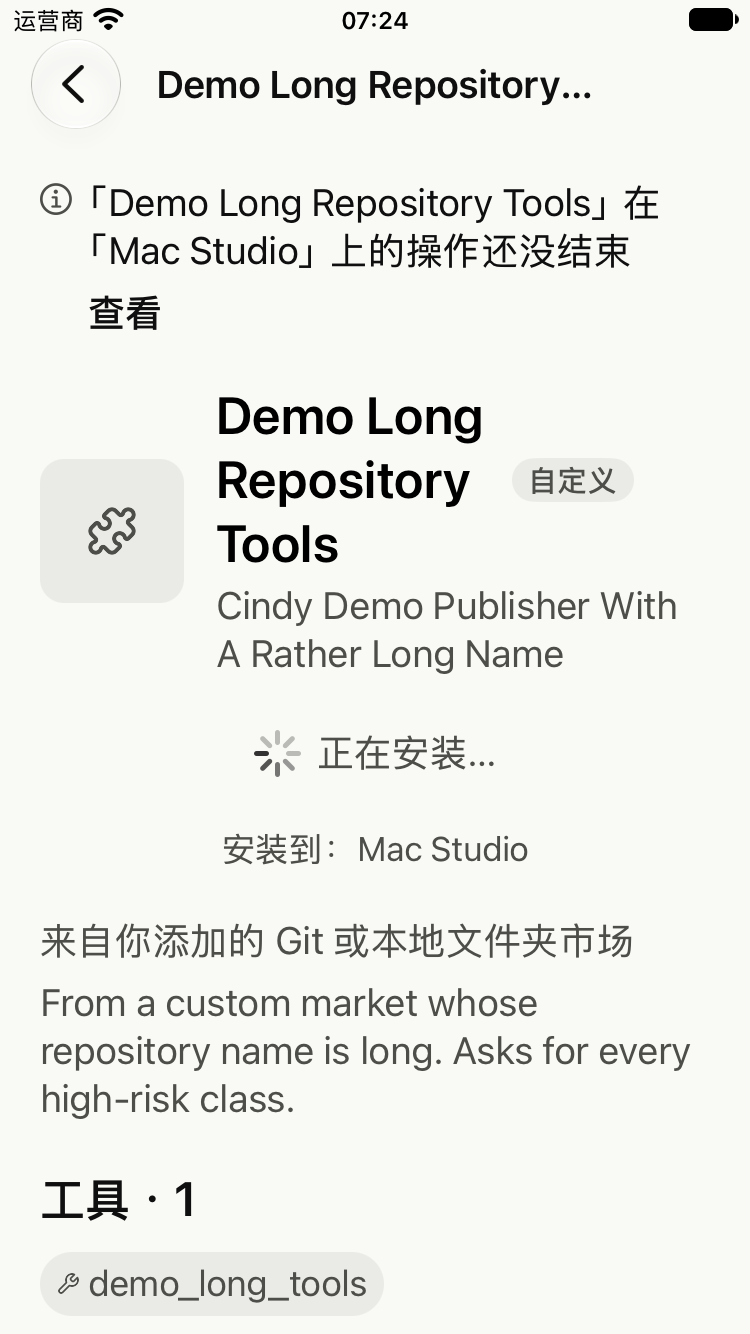 运营商
07:24
Demo Long Repository...
「Demo Long Repository Tools」在
「Mac Studio」上的操作还没结束
查看
Demo Long
Repository
Tools
自定义
Cindy Demo Publisher With
A Rather Long Name
正在安装...
安装到： Mac Studio
来自你添加的 Git 或本地文件夹市场
From a custom market whose
repository name is long. Asks for every
high-risk class.
工具 · 1
demo_long_tools